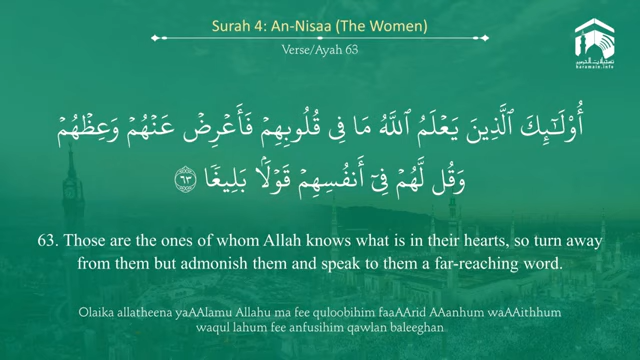 Surah 4: An-Nisaa (The Women)
Verse/Ayah 63
haramain.info
أُو۟لَـٰٓئِكَ ٱلَّذِينَ يَعْلَمُ ٱللَّهُ مَا فِى قُلُوبِهِمْ فَأَعْرِضْ عَنْهُمْ وَعِظْهُمْ
وَقُل لَّهُمْ فِىٓ أَنفُسِهِمْ قَوْلًۢا بَلِيغًا ٦٣
63. Those are the ones of whom Allah knows what is in their hearts, so turn away
from them but admonish them and speak to them a far-reaching word.
Olaika allatheena yaAAlamu Allahu ma fee quloobihim faaAArid AAanhum waAAithhum
waqul lahum fee anfusihim qawlan baleeghan